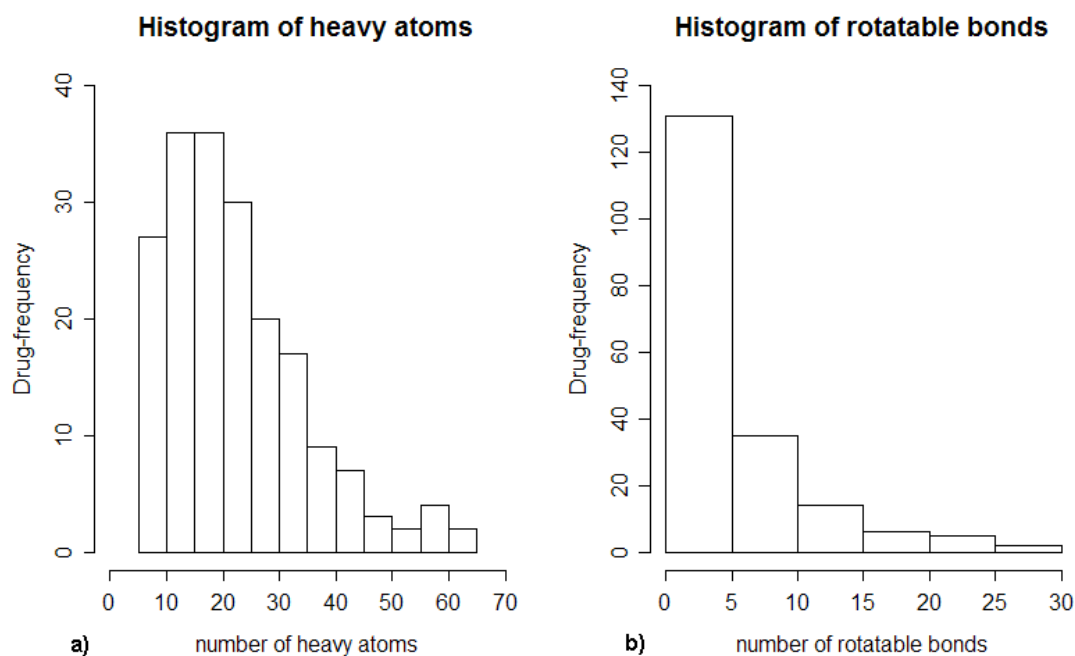 Histogram of heavy atoms
40
30
20
10
0
Drug-frequency
0 10 20 30 40 50 60 70
a) number of heavy atoms
Histogram of rotatable bonds
140
120
100
80
60
40
20
0
Drug-frequency
0 5 10 15 20 25 30
b) number of rotatable bonds